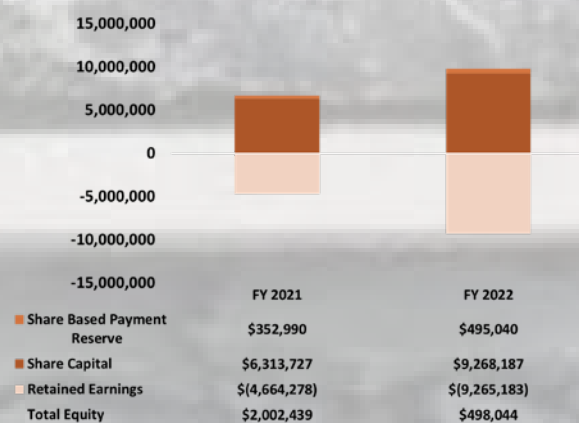 15,000,000
10,000,000
5,000,000
0
-5,000,000
-10,000,000
-15,000,000
FY 2021 FY 2022
Share Based Payment
Reserve $352,990 $495,040
Share Capital $6,313,727 $9,268,187
Retained Earnings $(4,664,278) $(9,265,183)
Total Equity $2,002,439 $498,044